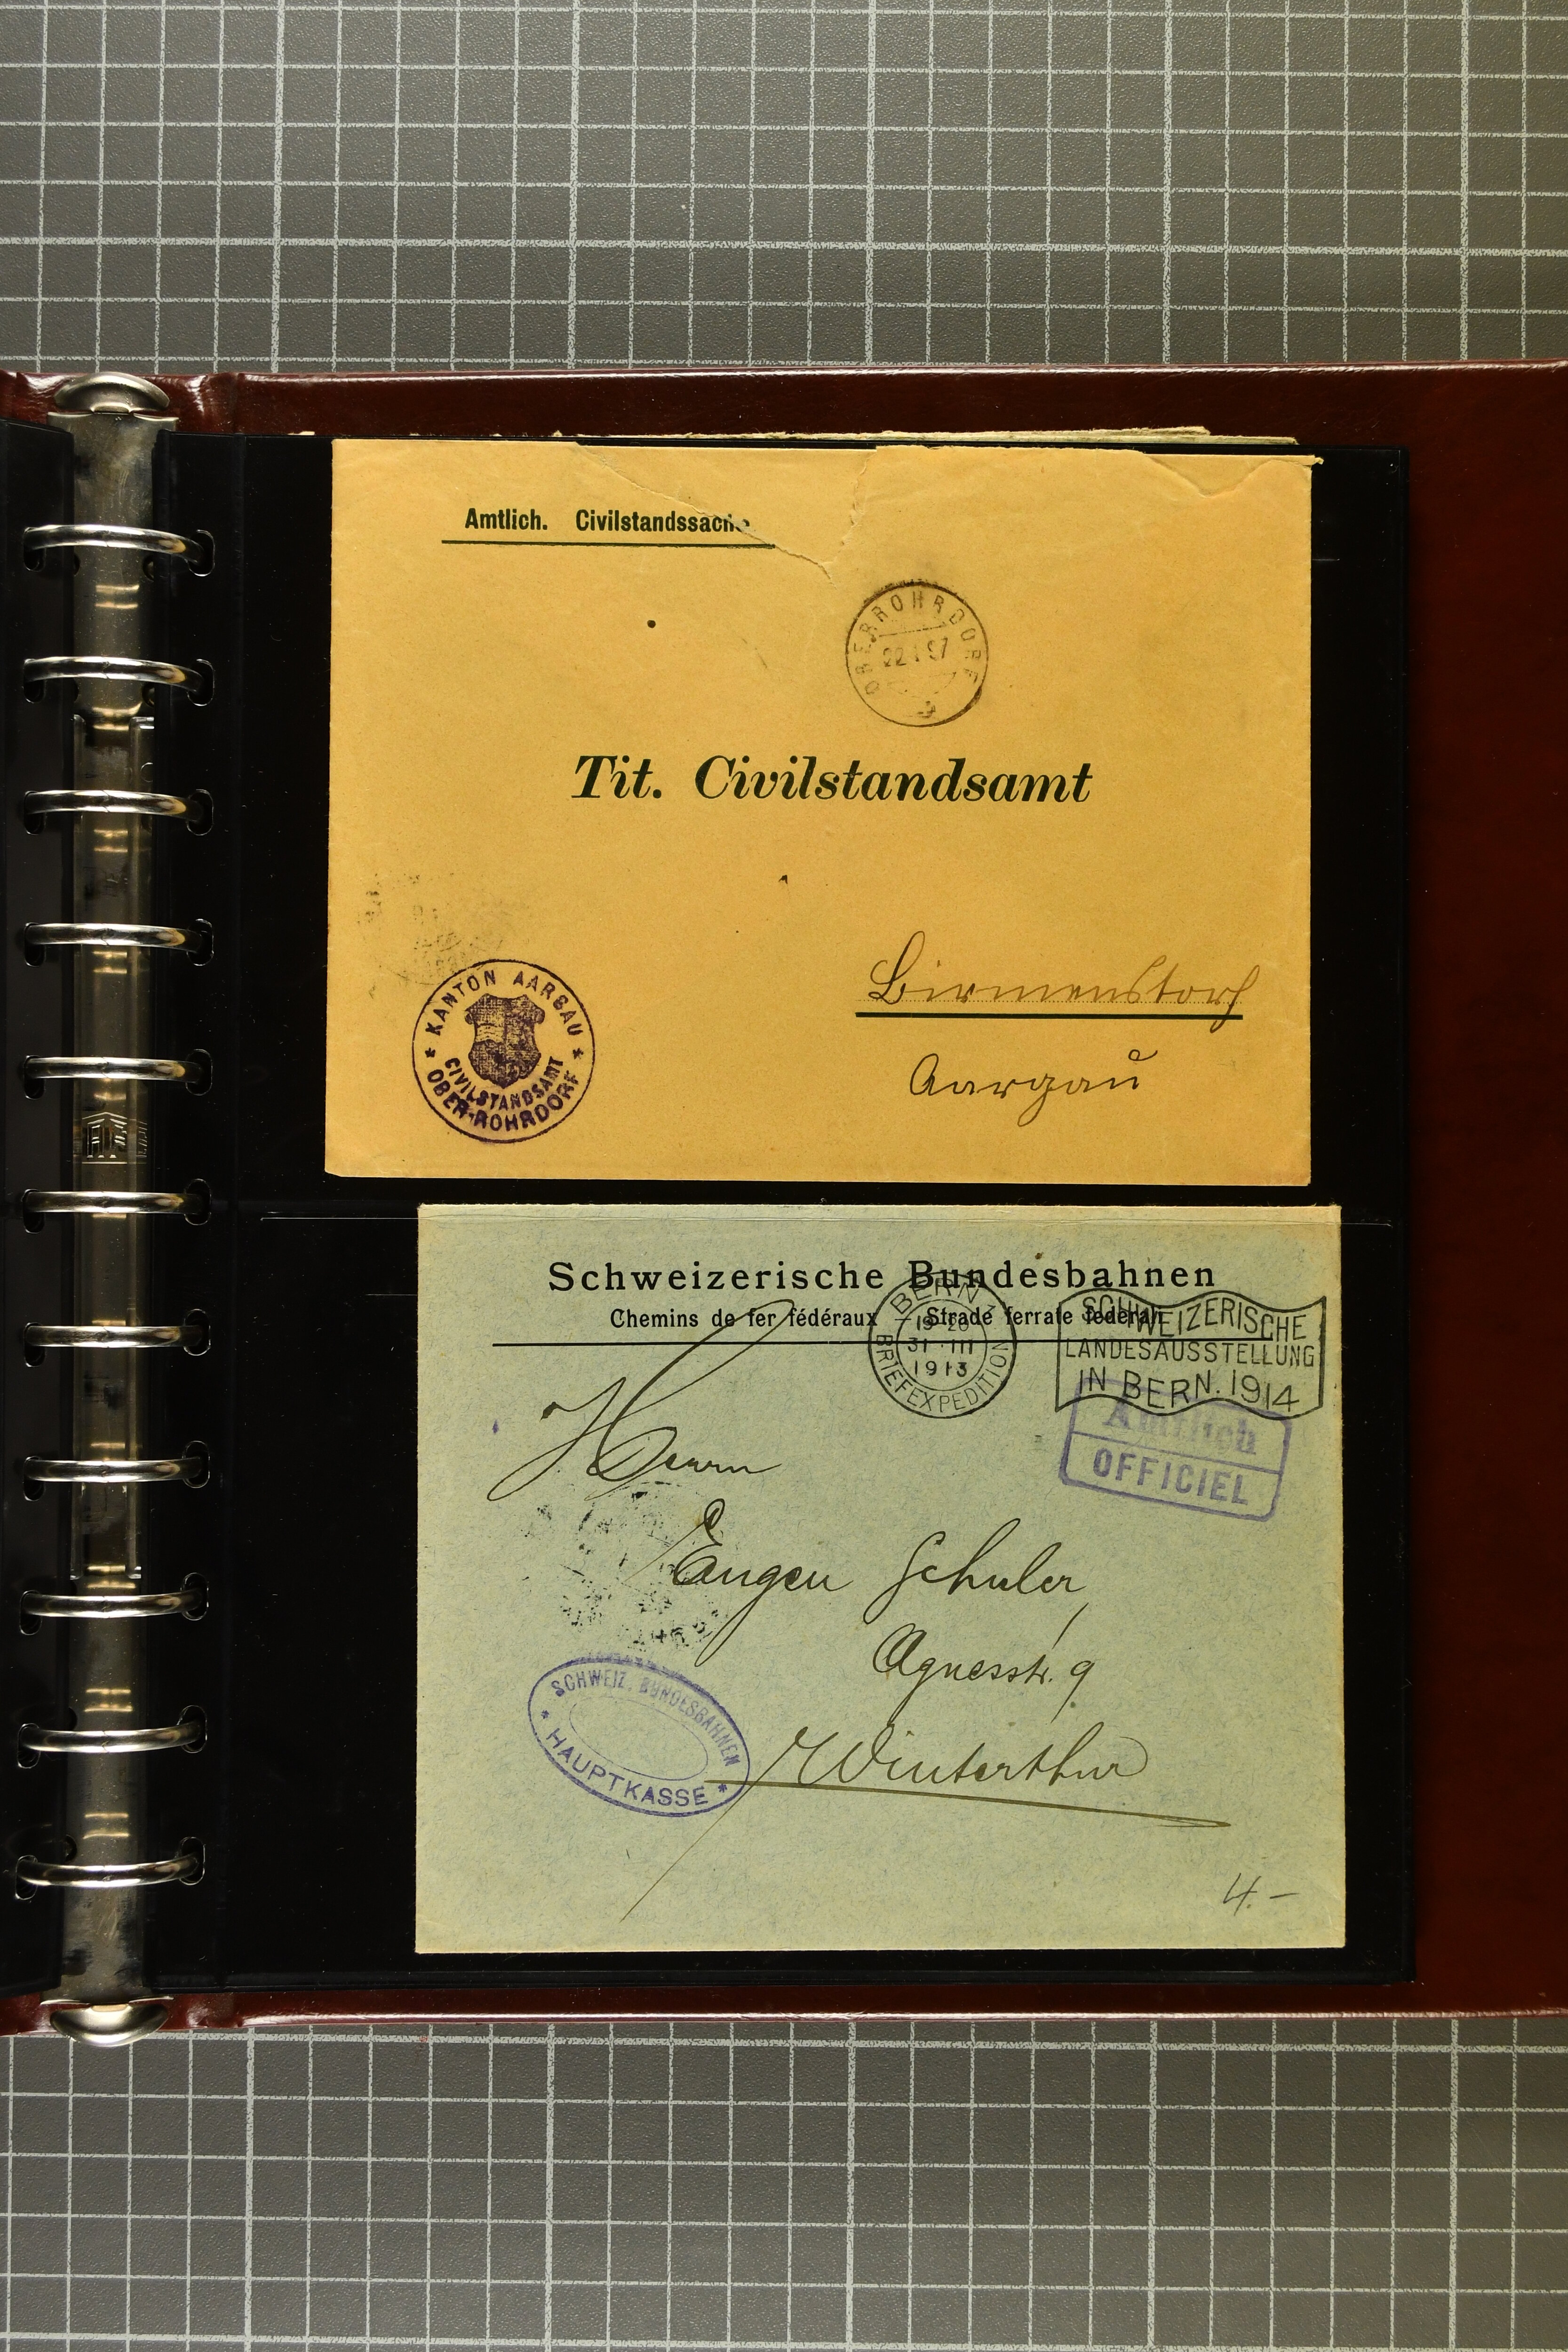 Amtlich. Civilstandssache
OBERROHRDORF
22 I 97
Tit. Civilstandsamt
Birmenstorf
Aargau
* KANTON AARGAU *
CIVILSTANDSAMT
OBER-ROHRDORF
Schweizerische Bundesbahnen
Chemins de fer fédéraux — Strade ferrate federali
BERN 1
31 III
1913
BRIEFEXPEDITION
SCHWEIZERISCHE
LANDESAUSSTELLUNG
IN BERN. 1914
Amtlich
OFFICIEL
Herrn
Eugen Schuler,
Agnesstr. 9
Winterthur
SCHWEIZ. BUNDESBAHNEN
* HAUPTKASSE *
4.-